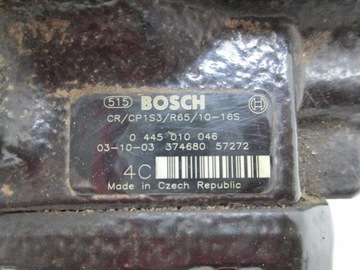 515 BOSCH
CR/CP1S3/R65/10-16S
0 445 010 046
03-10-03 374680 57272
4C
Made in Czech Republic